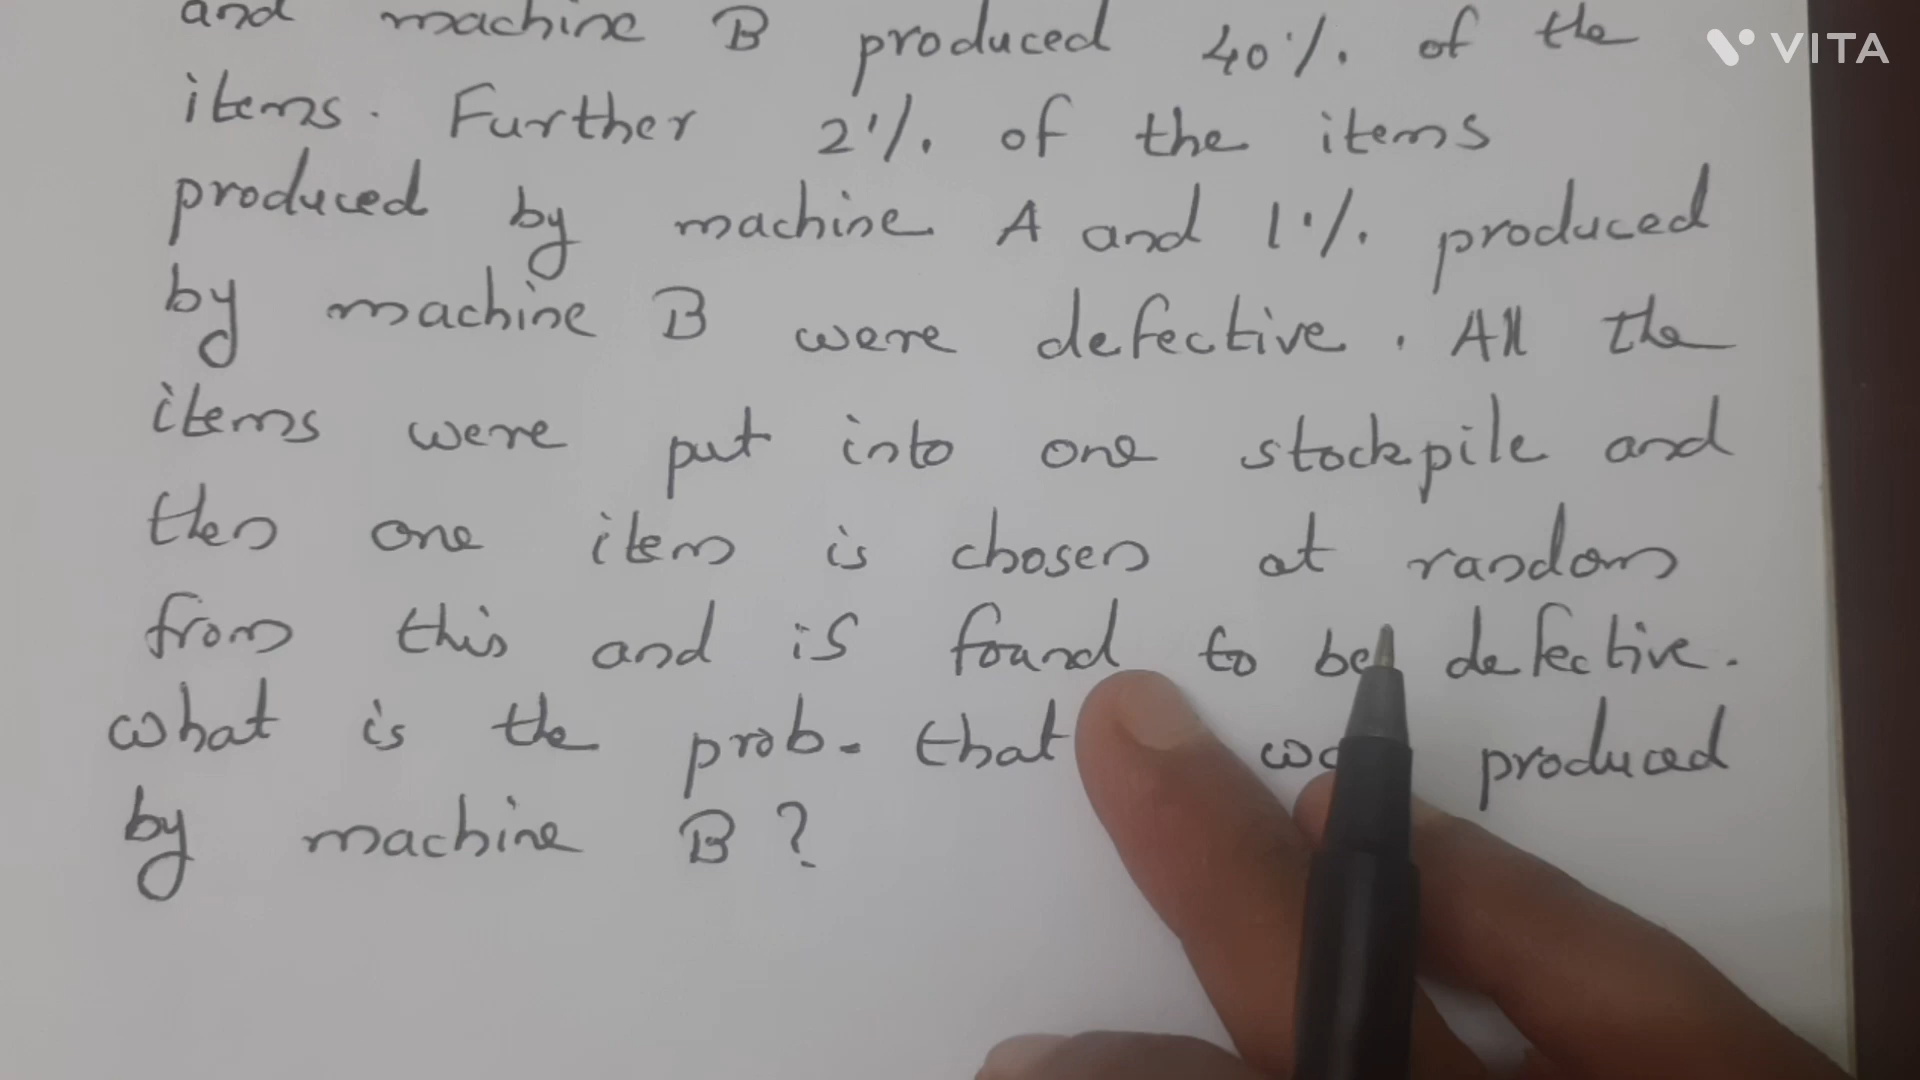 and machine B produced 40%. of the
VITA
items. Further 2%. of the items
produced by machine A and 1%. produced
by machine B were defective. All the
items were put into one stockpile and
then one item is chosen at random
from this and is found to be defective.
what is the prob. that produced
by machine B?